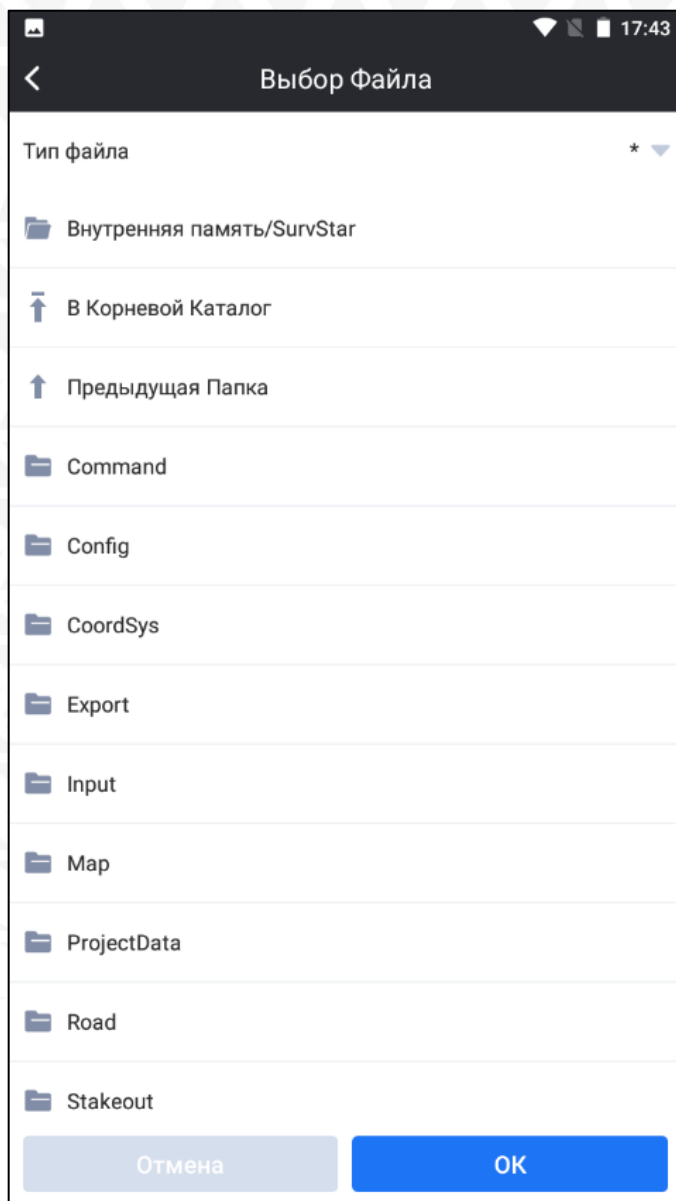 17:43
Выбор Файла
Тип файла *
Внутренняя память/SurvStar
В Корневой Каталог
Предыдущая Папка
Command
Config
CoordSys
Export
Input
Map
ProjectData
Road
Stakeout
Отмена ОК